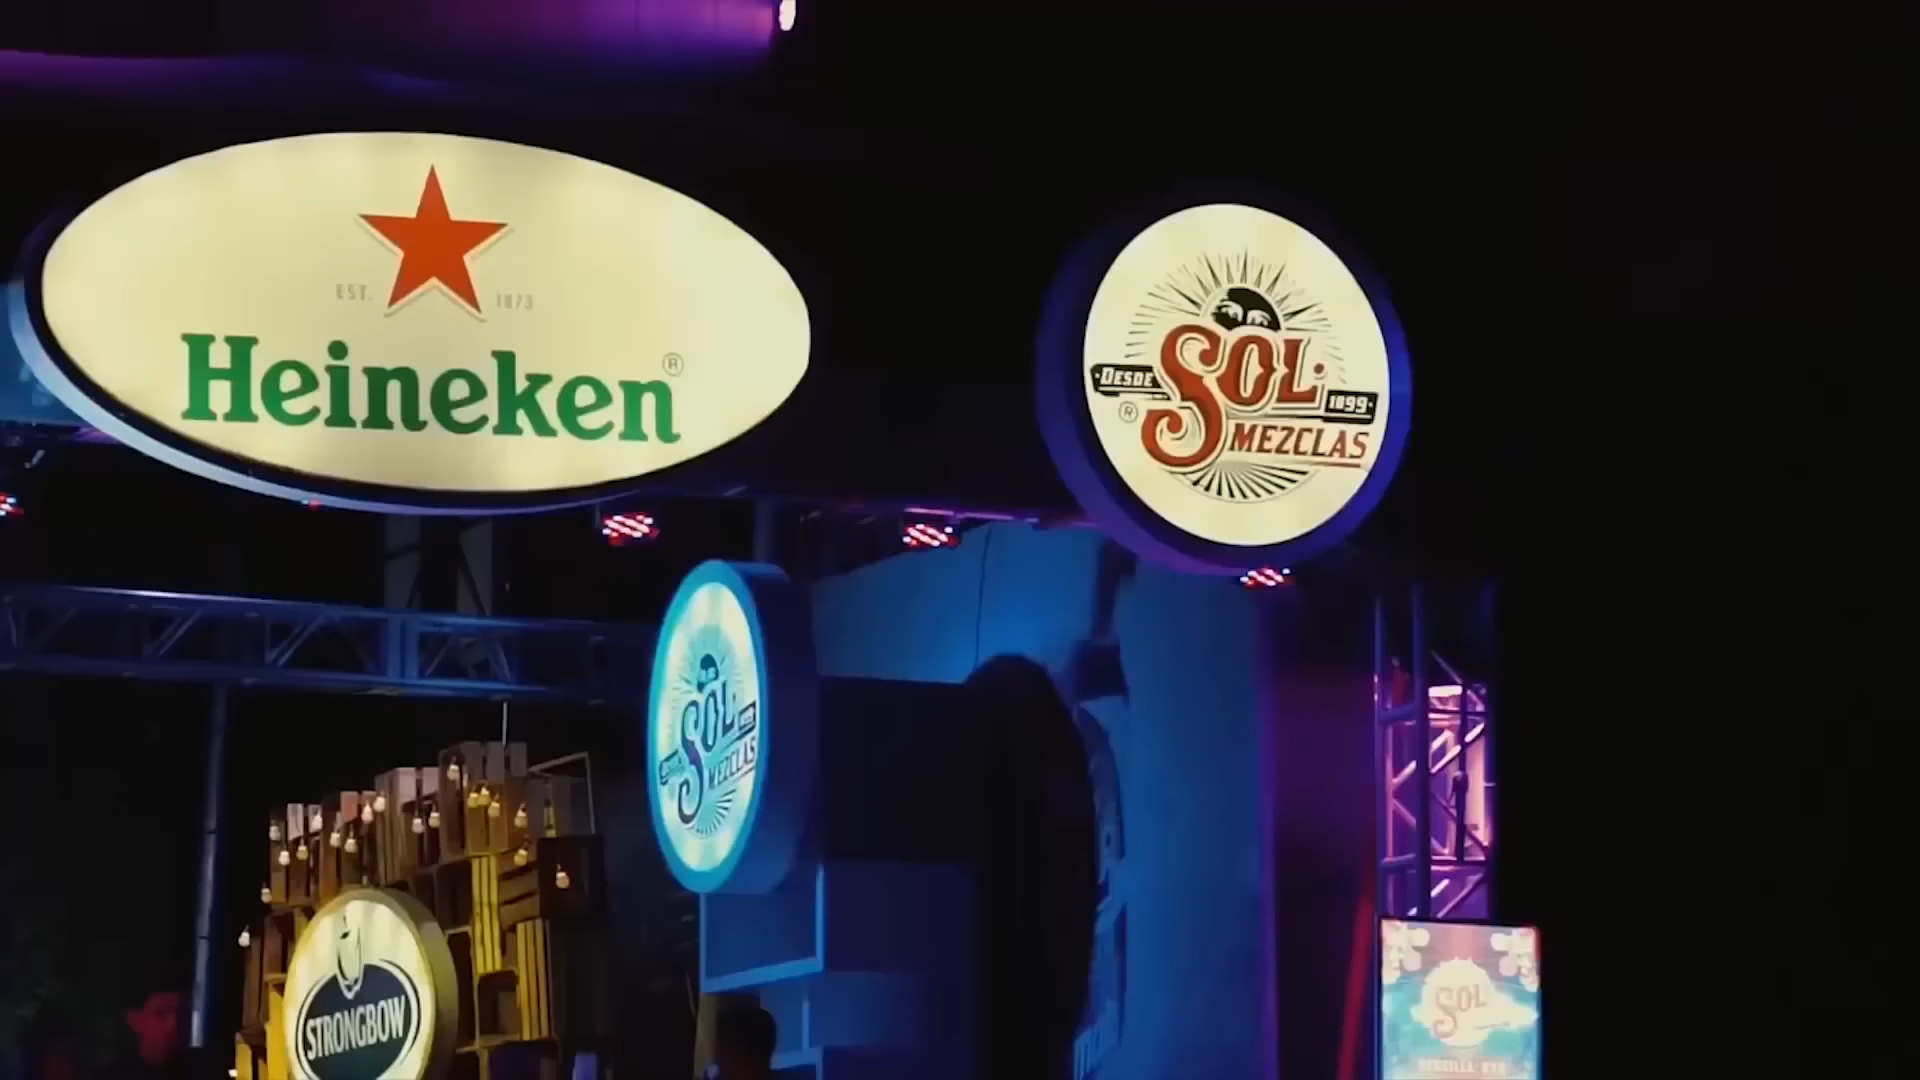 EST. 1873
Heineken®
SOL
DESDE 1899
®
MEZCLAS
SOL
MEZCLAS
STRONGBOW
SOL